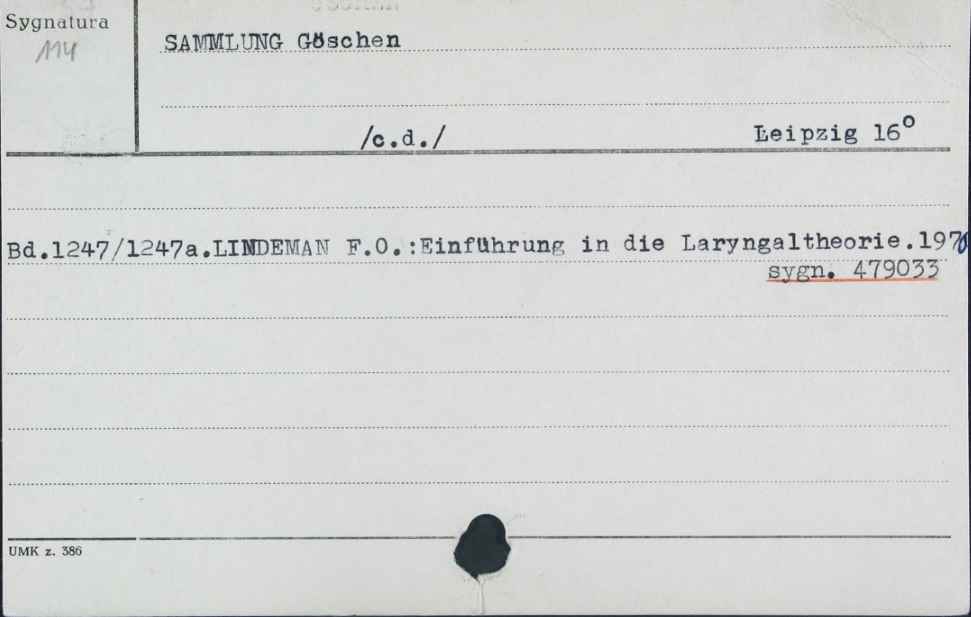 Sygnatura
114
SAMMLUNG Göschen
/c.d./ Leipzig 16°
Bd.1247/1247a.LINDEMAN F.O.:Einführung in die Laryngaltheorie.1970
sygn. 479033
UMK z. 386